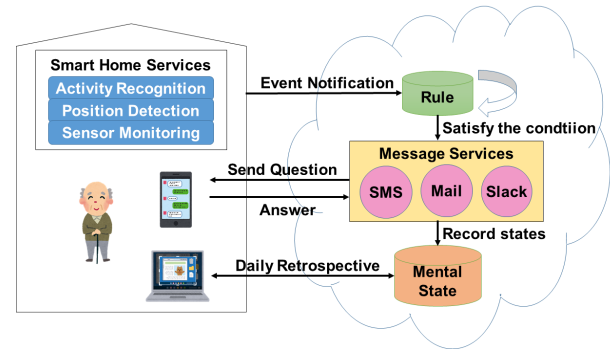 Smart Home Services
Activity Recognition
Position Detection
Sensor Monitoring
Event Notification
Rule
Satisfy the condtiion
Message Services
SMS
Mail
Slack
Send Question
Answer
Record states
Daily Retrospective
Mental
State